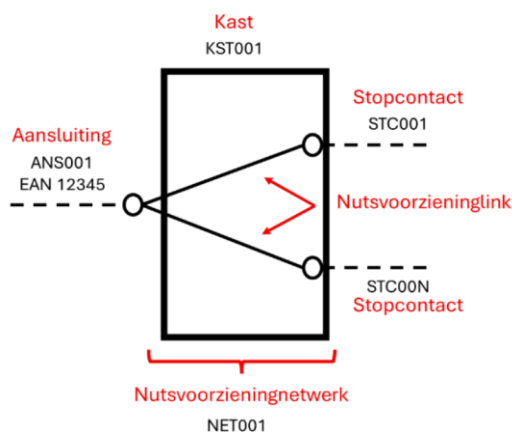 Kast
KST001
Stopcontact
STC001
Aansluiting
ANS001
EAN 12345
Nutsvoorzieninglink
STC00N
Stopcontact
Nutsvoorzieningnetwerk
NET001